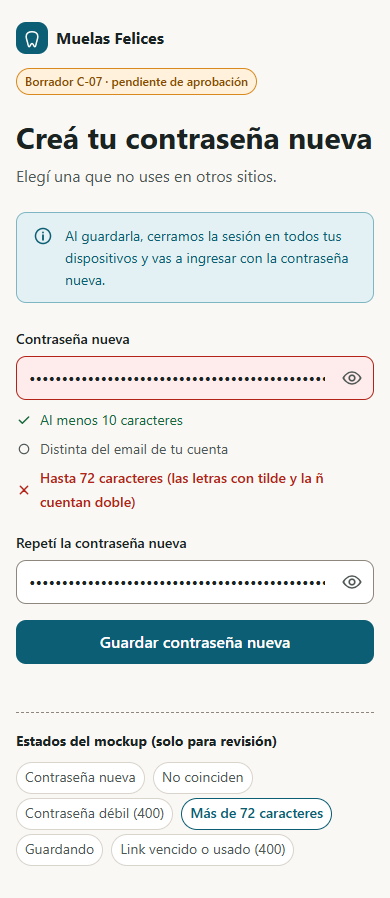 Muelas Felices
Borrador C-07 · pendiente de aprobación
Creá tu contraseña nueva
Elegí una que no uses en otros sitios.
Al guardarla, cerramos la sesión en todos tus
dispositivos y vas a ingresar con la contraseña
nueva.
Contraseña nueva
Al menos 10 caracteres
Distinta del email de tu cuenta
Hasta 72 caracteres (las letras con tilde y la ñ
cuentan doble)
Repetí la contraseña nueva
Guardar contraseña nueva
Estados del mockup (solo para revisión)
Contraseña nueva No coinciden
Contraseña débil (400) Más de 72 caracteres
Guardando Link vencido o usado (400)